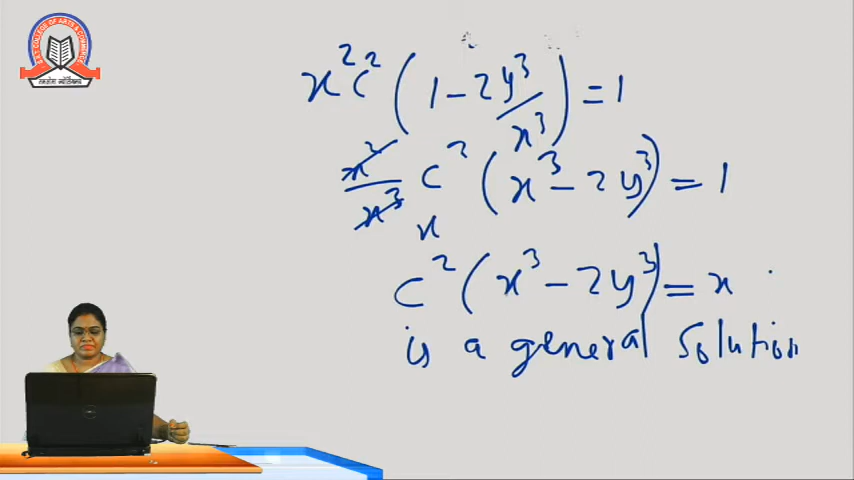 x²c² (1 - 2y³/x³) = 1
x²/x³ c² (x³ - 2y³) = 1
x
c² (x³ - 2y³) = x
is a general solution